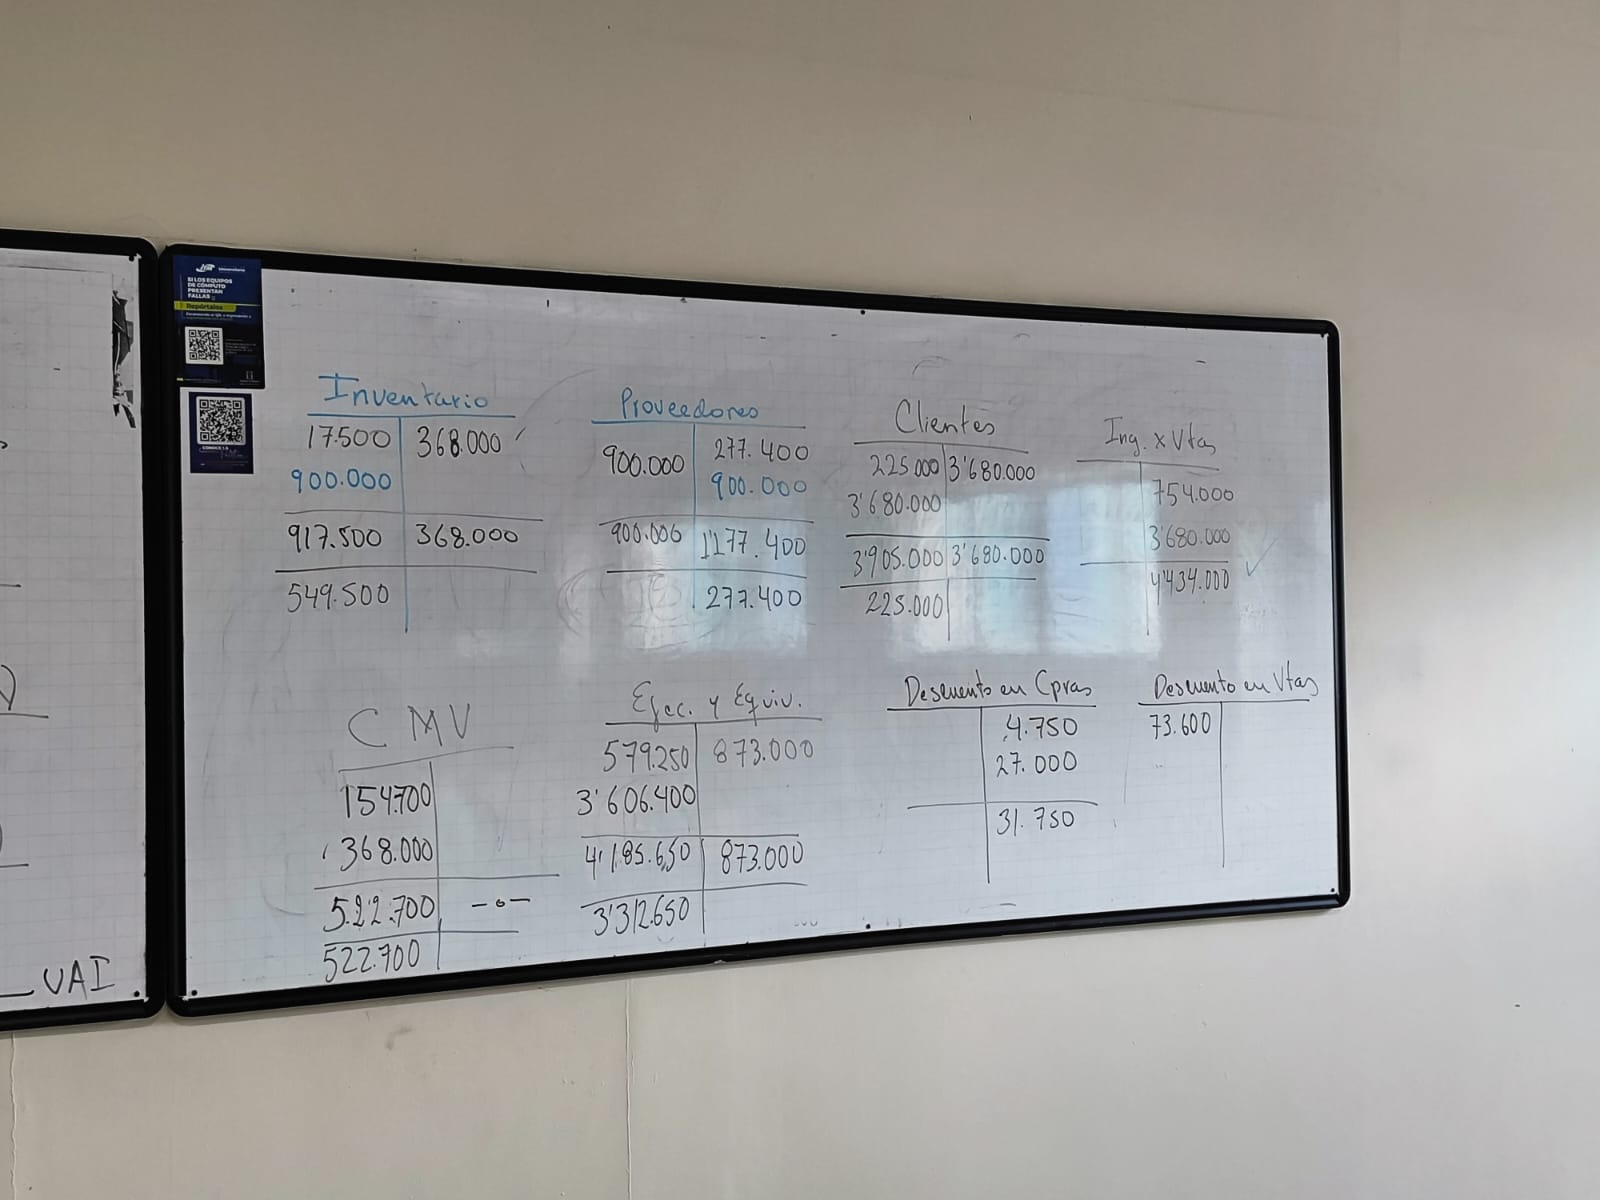 Universitaria
SI LOS EQUIPOS
DE CÓMPUTO
PRESENTAN
FALLAS
Repórtalos
Inventario
17.500 368.000
900.000
917.500 368.000
549.500
Proveedores
900.000 277.400
900.000
900.000 1'177.400
277.400
Clientes
225.000 3'680.000
3'680.000
3'905.000 3'680.000
225.000
Ing. x Vtas
754.000
3'680.000
4'434.000 ✓
CMV
154.700
368.000
522.700 -o-
522.700
Efec. y Equiv.
579.250 873.000
3'606.400
4'185.650 873.000
3'312.650
Descuento en Cpras
4.750
27.000
31.750
Descuento en Vtas
73.600
UAI